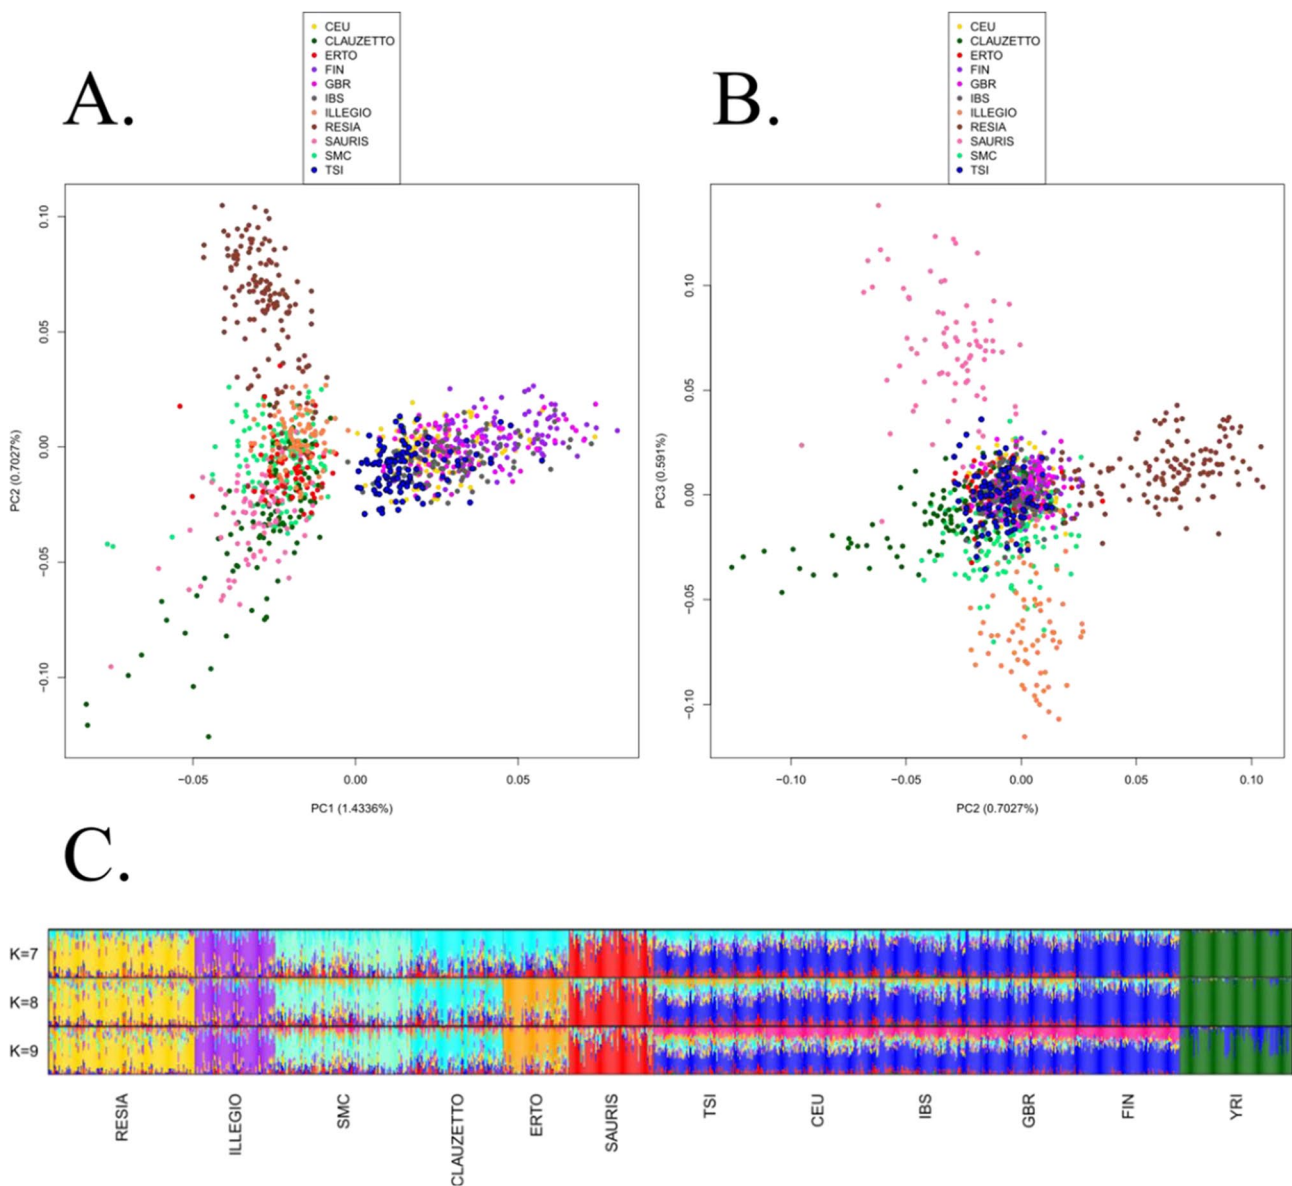 A.
CEU
CLAUZETTO
ERTO
FIN
GBR
IBS
ILLEGIO
RESIA
SAURIS
SMC
TSI
PC2 (0.7027%)
0.10
0.05
0.00
−0.05
−0.10
−0.05
0.00
0.05
PC1 (1.4336%)
B.
CEU
CLAUZETTO
ERTO
FIN
GBR
IBS
ILLEGIO
RESIA
SAURIS
SMC
TSI
PC3 (0.591%)
0.10
0.05
0.00
−0.05
−0.10
−0.10
−0.05
0.00
0.05
0.10
PC2 (0.7027%)
C.
K=7
K=8
K=9
RESIA
ILLEGIO
SMC
CLAUZETTO
ERTO
SAURIS
TSI
CEU
IBS
GBR
FIN
YRI